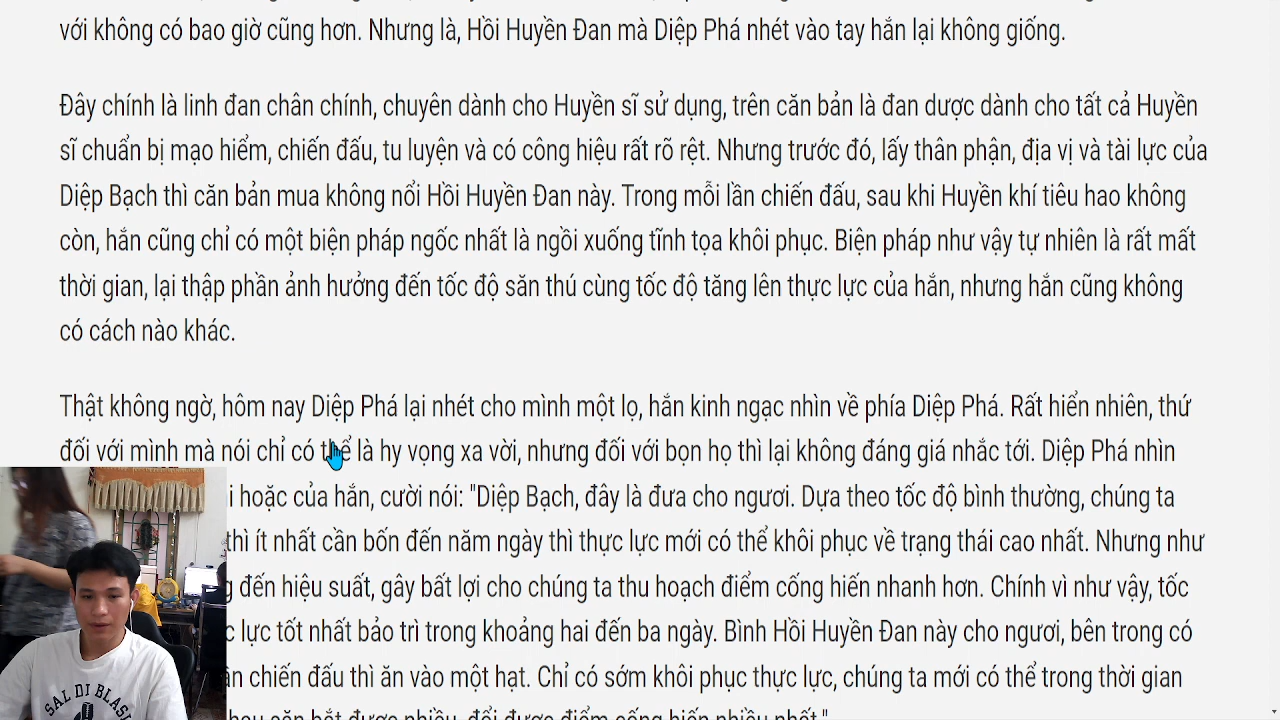 với không có bao giờ cũng hơn. Nhưng là, Hồi Huyền Đan mà Diệp Phá nhét vào tay hắn lại không giống.
Đây chính là linh đan chân chính, chuyên dành cho Huyền sĩ sử dụng, trên căn bản là đan dược dành cho tất cả Huyền
sĩ chuẩn bị mạo hiểm, chiến đấu, tu luyện và có công hiệu rất rõ rệt. Nhưng trước đó, lấy thân phận, địa vị và tài lực của
Diệp Bạch thì căn bản mua không nổi Hồi Huyền Đan này. Trong mỗi lần chiến đấu, sau khi Huyền khí tiêu hao không
còn, hắn cũng chỉ có một biện pháp ngốc nhất là ngồi xuống tĩnh tọa khôi phục. Biện pháp như vậy tự nhiên là rất mất
thời gian, lại thập phần ảnh hưởng đến tốc độ săn thú cùng tốc độ tăng lên thực lực của hắn, nhưng hắn cũng không
có cách nào khác.
Thật không ngờ, hôm nay Diệp Phá lại nhét cho mình một lọ, hắn kinh ngạc nhìn về phía Diệp Phá. Rất hiển nhiên, thứ
đối với mình mà nói chỉ có thể là hy vọng xa vời, nhưng đối với bọn họ thì lại không đáng giá nhắc tới. Diệp Phá nhìn
hoặc của hắn, cười nói: "Diệp Bạch, đây là đưa cho ngươi. Dựa theo tốc độ bình thường, chúng ta
thì ít nhất cần bốn đến năm ngày thì thực lực mới có thể khôi phục về trạng thái cao nhất. Nhưng như
đến hiệu suất, gây bất lợi cho chúng ta thu hoạch điểm cống hiến nhanh hơn. Chính vì như vậy, tốc
lực tốt nhất bảo trì trong khoảng hai đến ba ngày. Bình Hồi Huyền Đan này cho ngươi, bên trong có
chiến đấu thì ăn vào một hạt. Chỉ có sớm khôi phục thực lực, chúng ta mới có thể trong thời gian
săn bắt được nhiều, đổi được điểm cống hiến nhiều nhất."
SAL DI BLASI